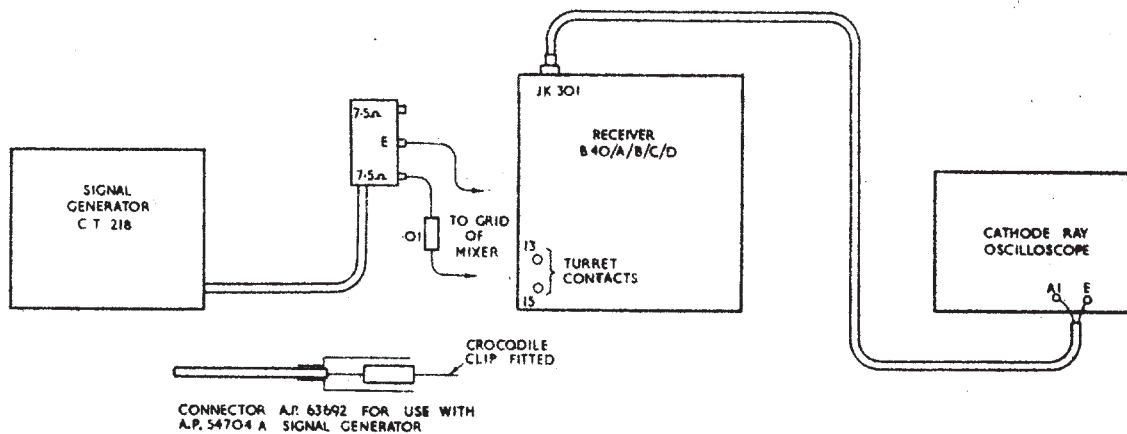 SIGNAL
GENERATOR
C T 218
7·5Ω
E
7·5Ω
·01
TO GRID
OF
MIXER
JK 301
RECEIVER
B 40/A/B/C/D
13
TURRET
CONTACTS
15
CATHODE RAY
OSCILLOSCOPE
A1
E
CROCODILE
CLIP FITTED
CONNECTOR A.P. 63692 FOR USE WITH
A.P. 54704 A SIGNAL GENERATOR